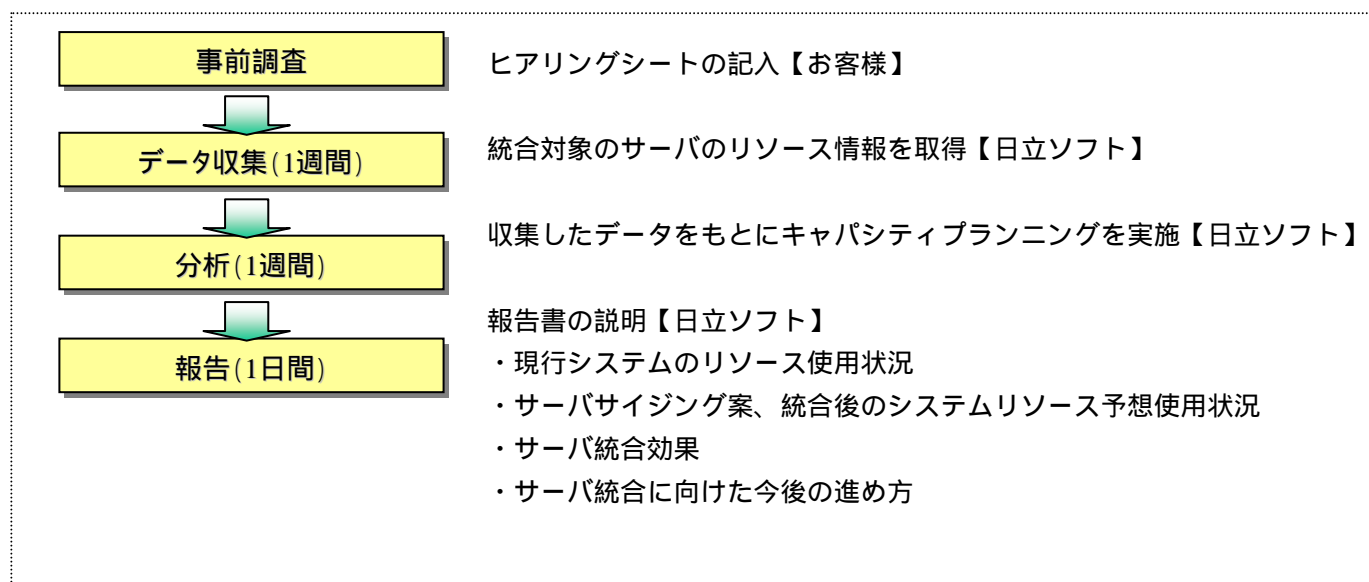 事前調査
ヒアリングシートの記入【お客様】
データ収集(1週間)
統合対象のサーバのリソース情報を取得【日立ソフト】
分析(1週間)
収集したデータをもとにキャパシティプランニングを実施【日立ソフト】
報告(1日間)
報告書の説明【日立ソフト】
・現行システムのリソース使用状況
・サーバサイジング案、統合後のシステムリソース予想使用状況
・サーバ統合効果
・サーバ統合に向けた今後の進め方